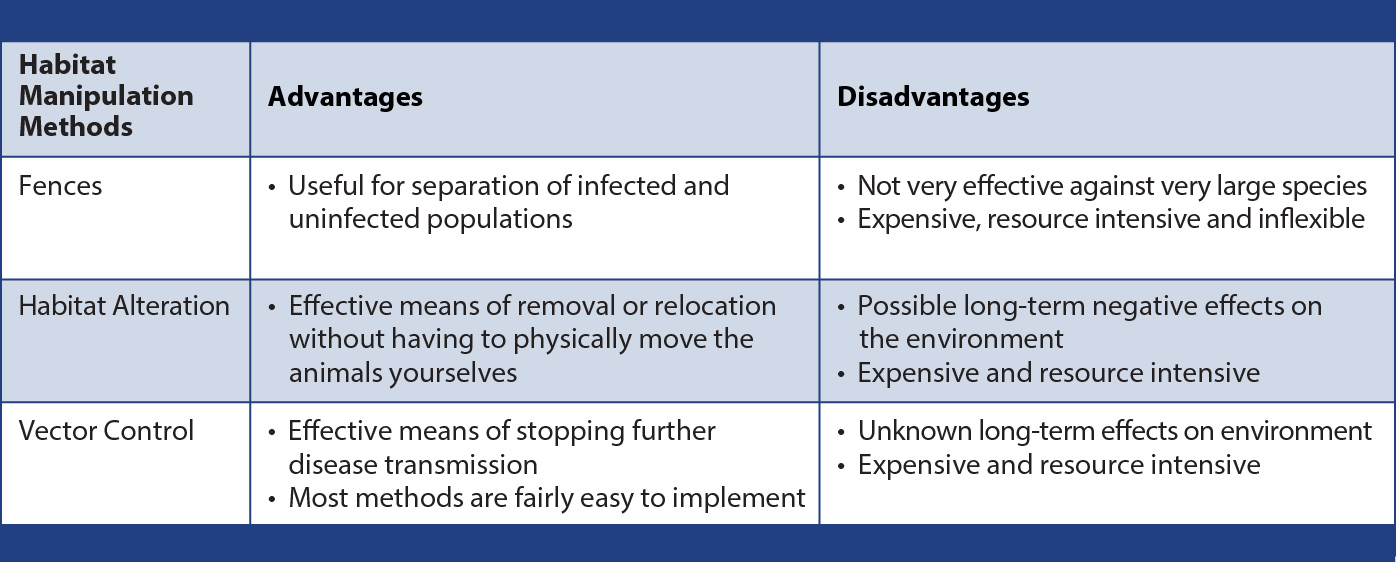 Habitat
Manipulation
Methods
Advantages
Disadvantages
Fences
• Useful for separation of infected and
uninfected populations
• Not very effective against very large species
• Expensive, resource intensive and inflexible
Habitat Alteration
• Effective means of removal or relocation
without having to physically move the
animals yourselves
• Possible long-term negative effects on
the environment
• Expensive and resource intensive
Vector Control
• Effective means of stopping further
disease transmission
• Most methods are fairly easy to implement
• Unknown long-term effects on environment
• Expensive and resource intensive